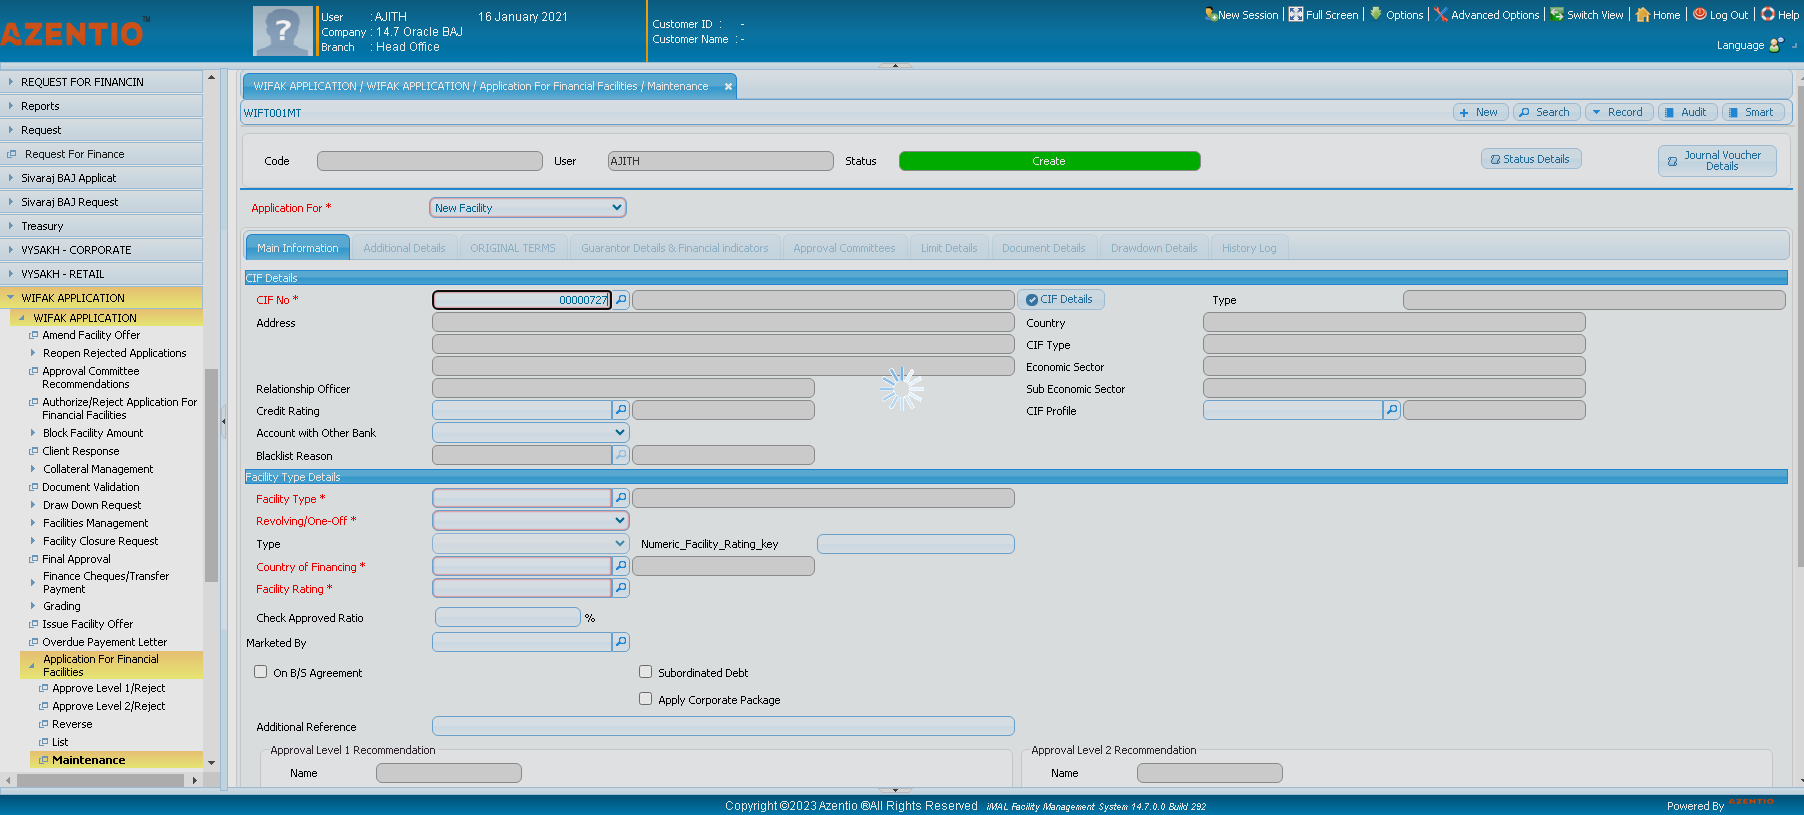 AZENTIO™
User : AJITH 16 January 2021
Company : 14.7 Oracle BAJ
Branch : Head Office
Customer ID : -
Customer Name : -
New Session Full Screen Options Advanced Options Switch View Home Log Out Help
Language
REQUEST FOR FINANCIN
Reports
Request
Request For Finance
Sivaraj BAJ Applicat
Sivaraj BAJ Request
Treasury
VYSAKH - CORPORATE
VYSAKH - RETAIL
WIFAK APPLICATION
WIFAK APPLICATION
Amend Facility Offer
Reopen Rejected Applications
Approval Committee
Recommendations
Authorize/Reject Application For
Financial Facilities
Block Facility Amount
Client Response
Collateral Management
Document Validation
Draw Down Request
Facilities Management
Facility Closure Request
Final Approval
Finance Cheques/Transfer
Payment
Grading
Issue Facility Offer
Overdue Payement Letter
Application For Financial
Facilities
Approve Level 1/Reject
Approve Level 2/Reject
Reverse
List
Maintenance
WIFAK APPLICATION / WIFAK APPLICATION / Application For Financial Facilities / Maintenance
WIFT001MT
New Search Record Audit Smart
Code User AJITH Status Create Status Details
Journal Voucher
Details
Application For * New Facility
Main Information Additional Details ORIGINAL TERMS Guarantor Details & Financial indicators Approval Committees Limit Details Document Details Drawdown Details History Log
CIF Details
CIF No * 00000727 CIF Details Type
Address Country
CIF Type
Economic Sector
Relationship Officer Sub Economic Sector
Credit Rating CIF Profile
Account with Other Bank
Blacklist Reason
Facility Type Details
Facility Type *
Revolving/One-Off *
Type Numeric_Facility_Rating_key
Country of Financing *
Facility Rating *
Check Approved Ratio %
Marketed By
On B/S Agreement Subordinated Debt
Apply Corporate Package
Additional Reference
Approval Level 1 Recommendation Approval Level 2 Recommendation
Name Name
Copyright ©2023 Azentio ®All Rights Reserved iMAL Facility Management System 14.7.0.0 Build 292
Powered By AZENTIO